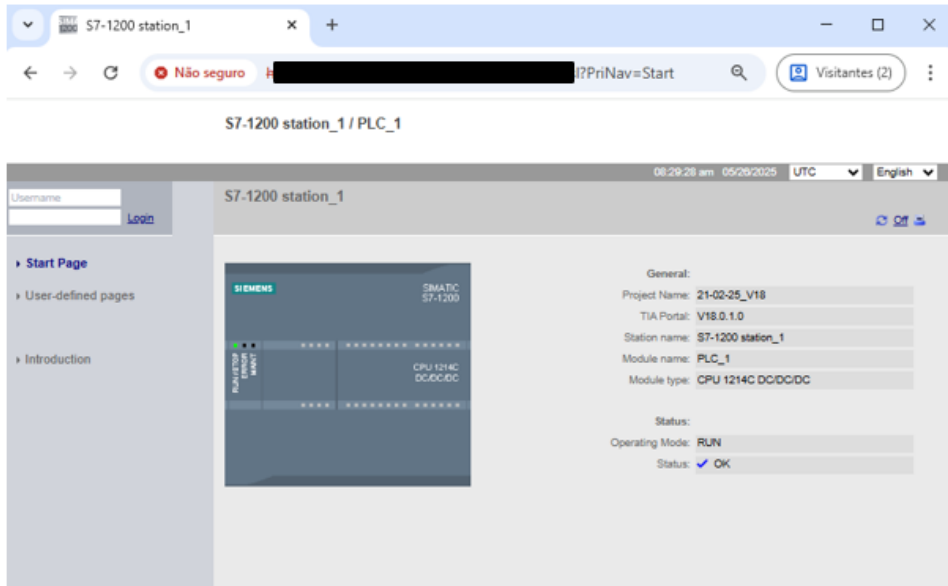 S7-1200 station_1
Não seguro
l?PriNav=Start
Visitantes (2)
S7-1200 station_1 / PLC_1
08:29:28 am 05/26/2025 UTC English
Username
Login
S7-1200 station_1
Off
Start Page
User-defined pages
Introduction
SIEMENS
SIMATIC
S7-1200
RUN / STOP
ERROR
MAINT
CPU 1214C
DC/DC/DC
General:
Project Name: 21-02-25_V18
TIA Portal: V18.0.1.0
Station name: S7-1200 station_1
Module name: PLC_1
Module type: CPU 1214C DC/DC/DC
Status:
Operating Mode: RUN
Status: OK